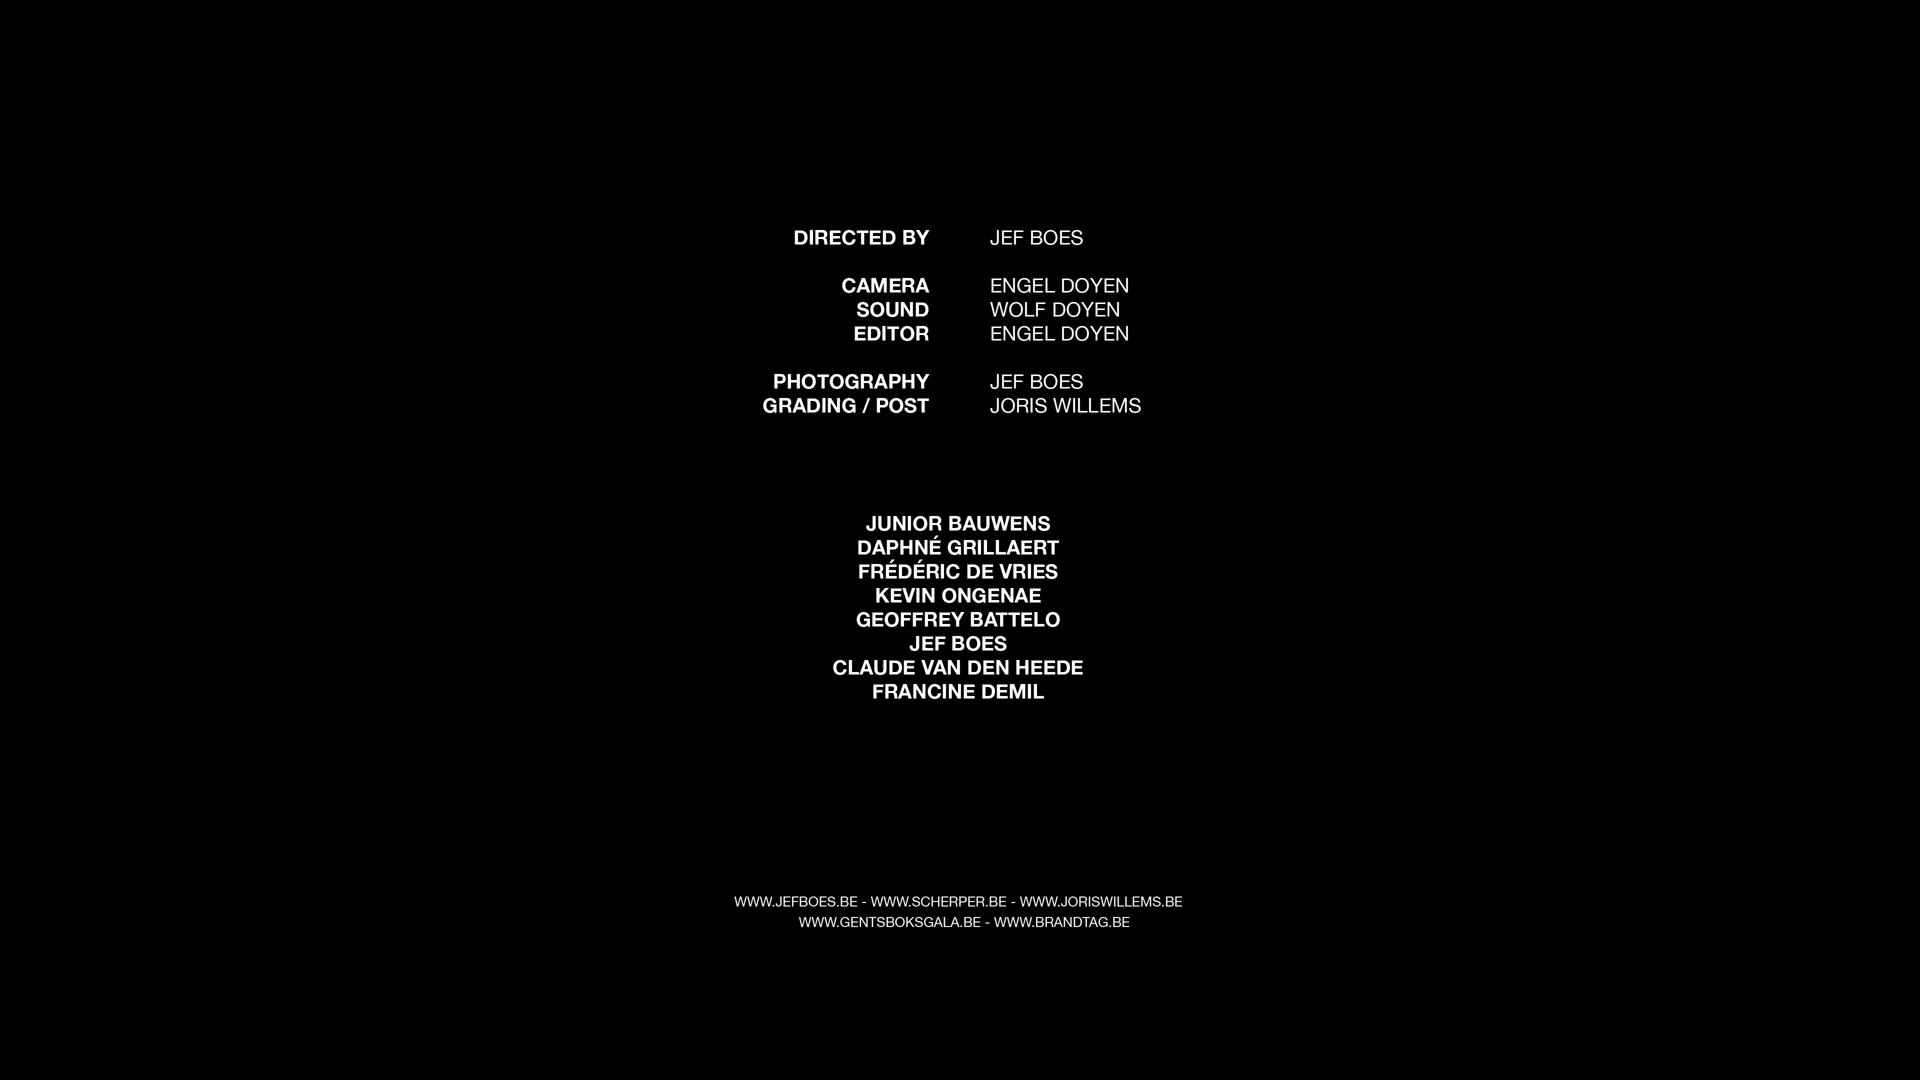 DIRECTED BY JEF BOES
CAMERA ENGEL DOYEN
SOUND WOLF DOYEN
EDITOR ENGEL DOYEN
PHOTOGRAPHY JEF BOES
GRADING / POST JORIS WILLEMS
JUNIOR BAUWENS
DAPHNÉ GRILLAERT
FRÉDÉRIC DE VRIES
KEVIN ONGENAE
GEOFFREY BATTELO
JEF BOES
CLAUDE VAN DEN HEEDE
FRANCINE DEMIL
WWW.JEFBOES.BE - WWW.SCHERPER.BE - WWW.JORISWILLEMS.BE
WWW.GENTSBOKSGALA.BE - WWW.BRANDTAG.BE